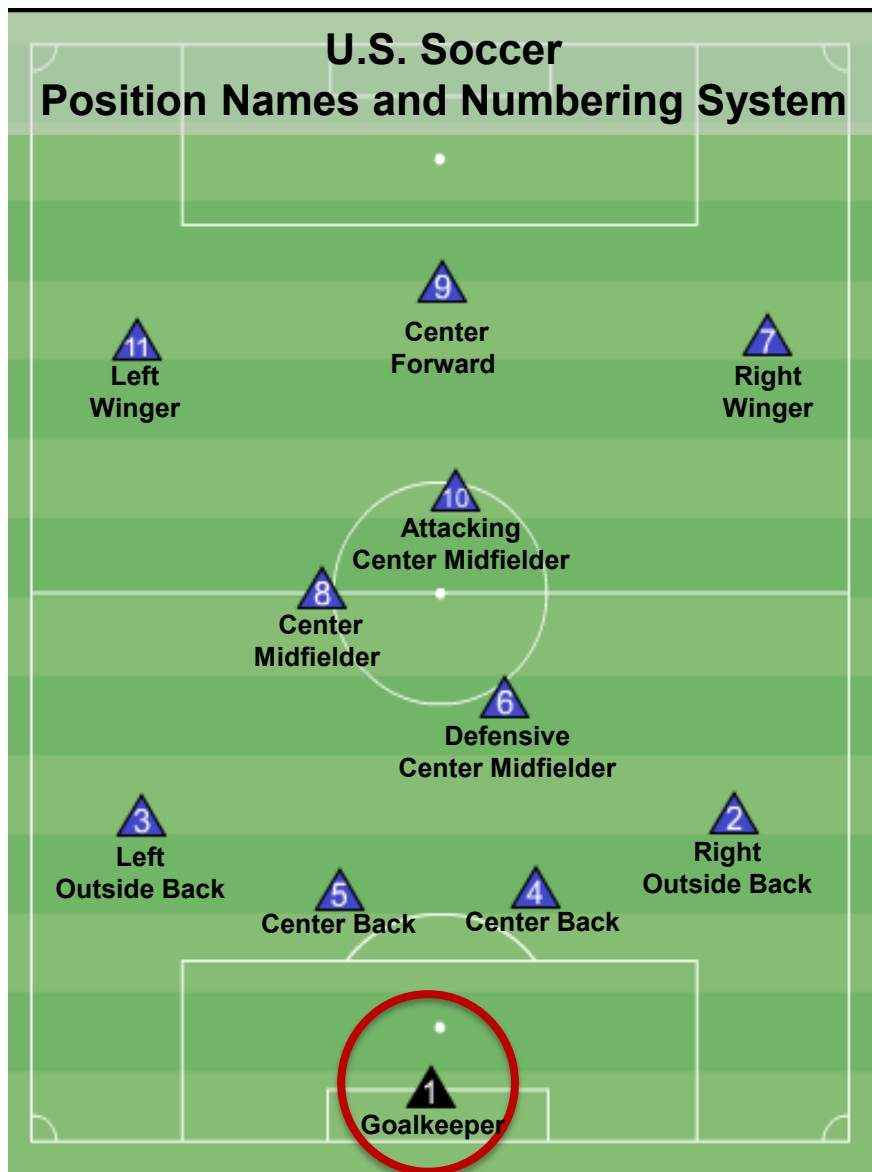 U.S. Soccer
Position Names and Numbering System
9
Center
Forward
11
Left
Winger
7
Right
Winger
10
Attacking
Center Midfielder
8
Center
Midfielder
6
Defensive
Center Midfielder
3
Left
Outside Back
2
Right
Outside Back
5
Center Back
4
Center Back
1
Goalkeeper